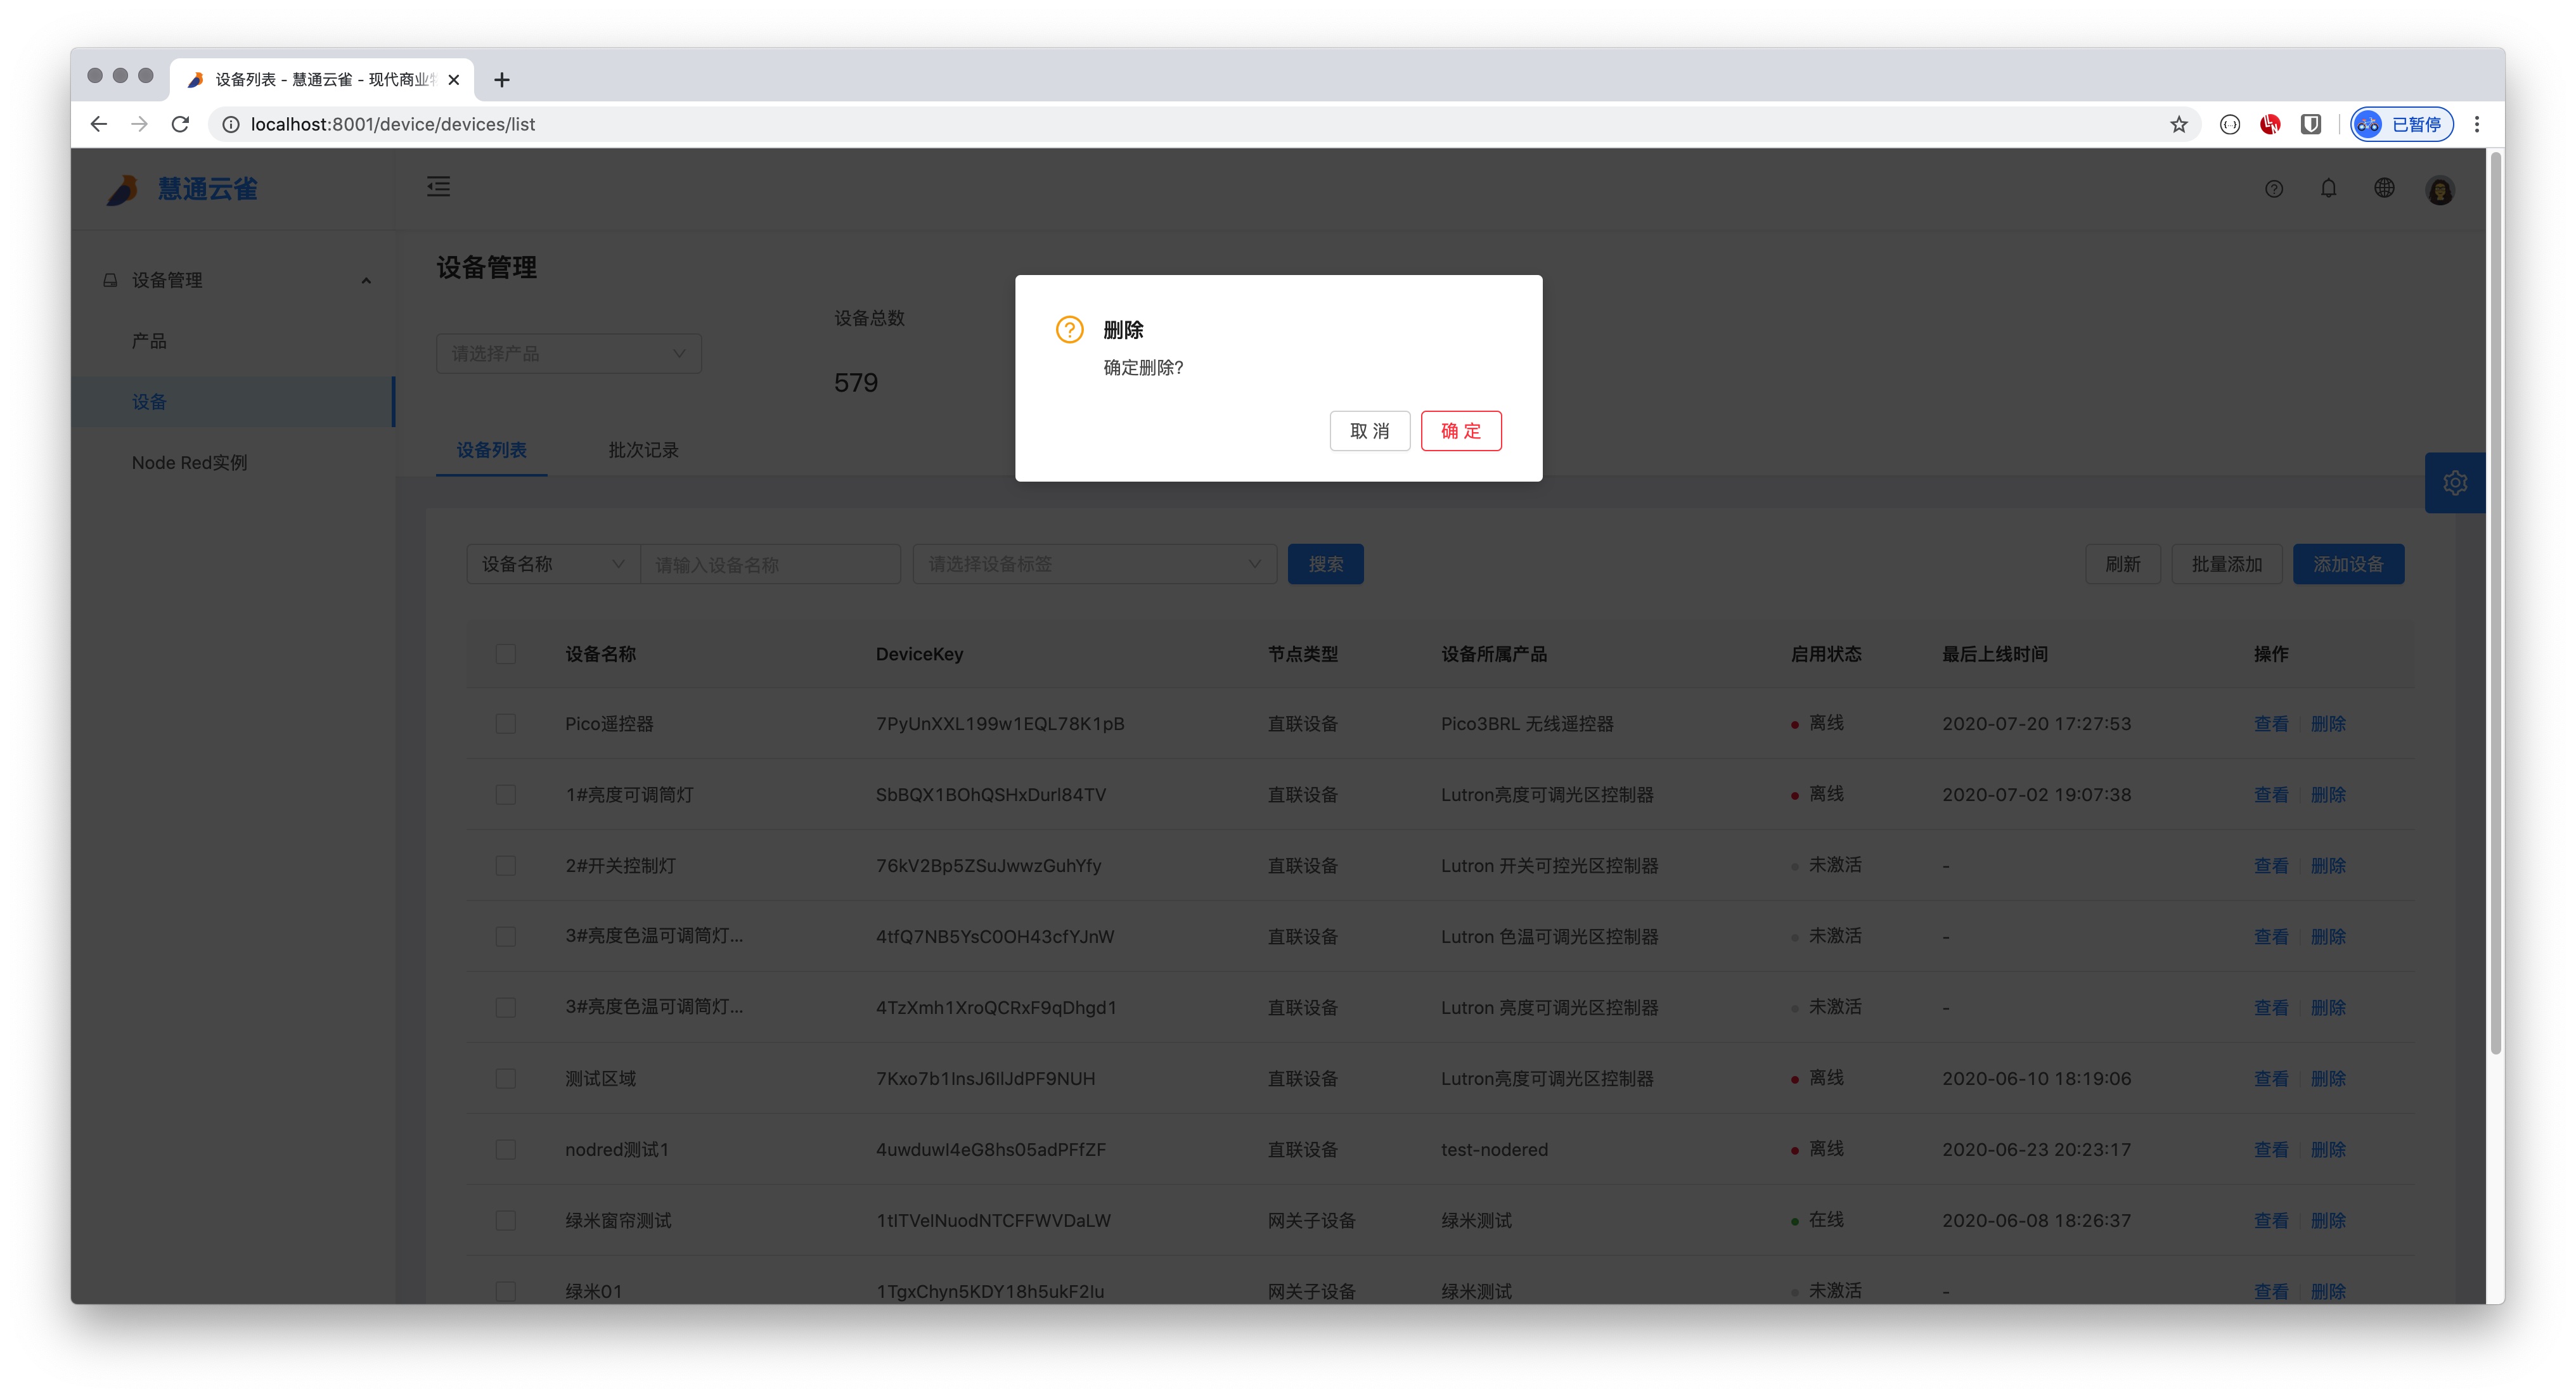 设备列表 - 慧通云雀 - 现代商业
localhost:8001/device/devices/list
已暂停
慧通云雀
设备管理
产品
设备
Node Red实例
设备管理
请选择产品
设备总数
579
设备列表 批次记录
删除
确定删除?
取 消 确 定
设备名称 请输入设备名称 请选择设备标签 搜索 刷新 批量添加 添加设备
设备名称 DeviceKey 节点类型 设备所属产品 启用状态 最后上线时间 操作
Pico遥控器 7PyUnXXL199w1EQL78K1pB 直联设备 Pico3BRL 无线遥控器 离线 2020-07-20 17:27:53 查看 删除
1#亮度可调筒灯 SbBQX1BOhQSHxDurl84TV 直联设备 Lutron亮度可调光区控制器 离线 2020-07-02 19:07:38 查看 删除
2#开关控制灯 76kV2Bp5ZSuJwwzGuhYfy 直联设备 Lutron 开关可控光区控制器 未激活 - 查看 删除
3#亮度色温可调筒灯... 4tfQ7NB5YsC0OH43cfYJnW 直联设备 Lutron 色温可调光区控制器 未激活 - 查看 删除
3#亮度色温可调筒灯... 4TzXmh1XroQCRxF9qDhgd1 直联设备 Lutron 亮度可调光区控制器 未激活 - 查看 删除
测试区域 7Kxo7b1InsJ6IlJdPF9NUH 直联设备 Lutron亮度可调光区控制器 离线 2020-06-10 18:19:06 查看 删除
nodred测试1 4uwduwl4eG8hs05adPFfZF 直联设备 test-nodered 离线 2020-06-23 20:23:17 查看 删除
绿米窗帘测试 1tITVelNuodNTCFFWVDaLW 网关子设备 绿米测试 在线 2020-06-08 18:26:37 查看 删除
绿米01 1TgxChyn5KDY18h5ukF2Iu 网关子设备 绿米测试 未激活 - 查看 删除